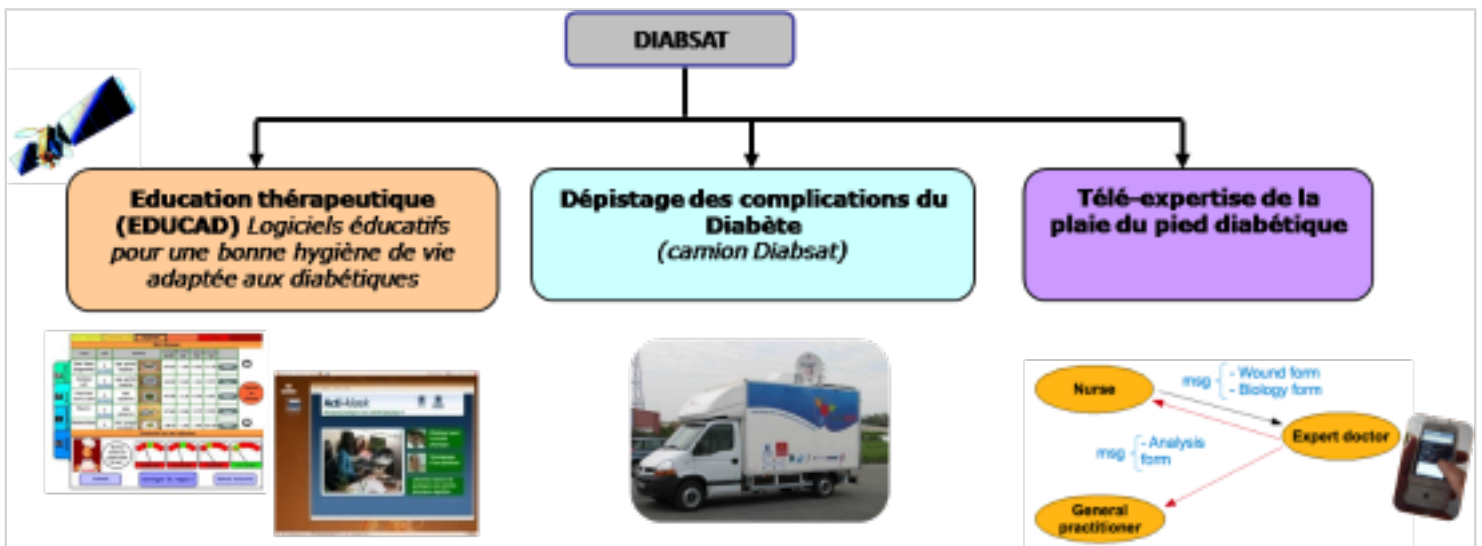 DIABSAT
Education thérapeutique
(EDUCAD) Logiciels éducatifs
pour une bonne hygiène de vie
adaptée aux diabétiques
Dépistage des complications du
Diabète
(camion Diabsat)
Télé-expertise de la
plaie du pied diabétique
Acti-kiosk
Nurse
msg
- Wound form
- Biology form
Expert doctor
msg
- Analysis
form
General
practitioner